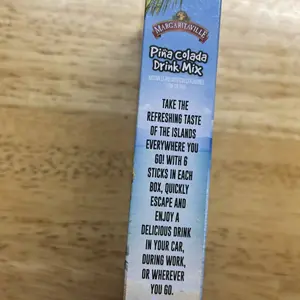 MARGARITAVILLE
Piña Colada
Drink Mix
TAKE THE
REFRESHING TASTE
OF THE ISLANDS
EVERYWHERE YOU
GO! WITH 6
STICKS IN EACH
BOX, QUICKLY
ESCAPE AND
ENJOY A
DELICIOUS DRINK
IN YOUR CAR,
DURING WORK,
OR WHEREVER
YOU GO.